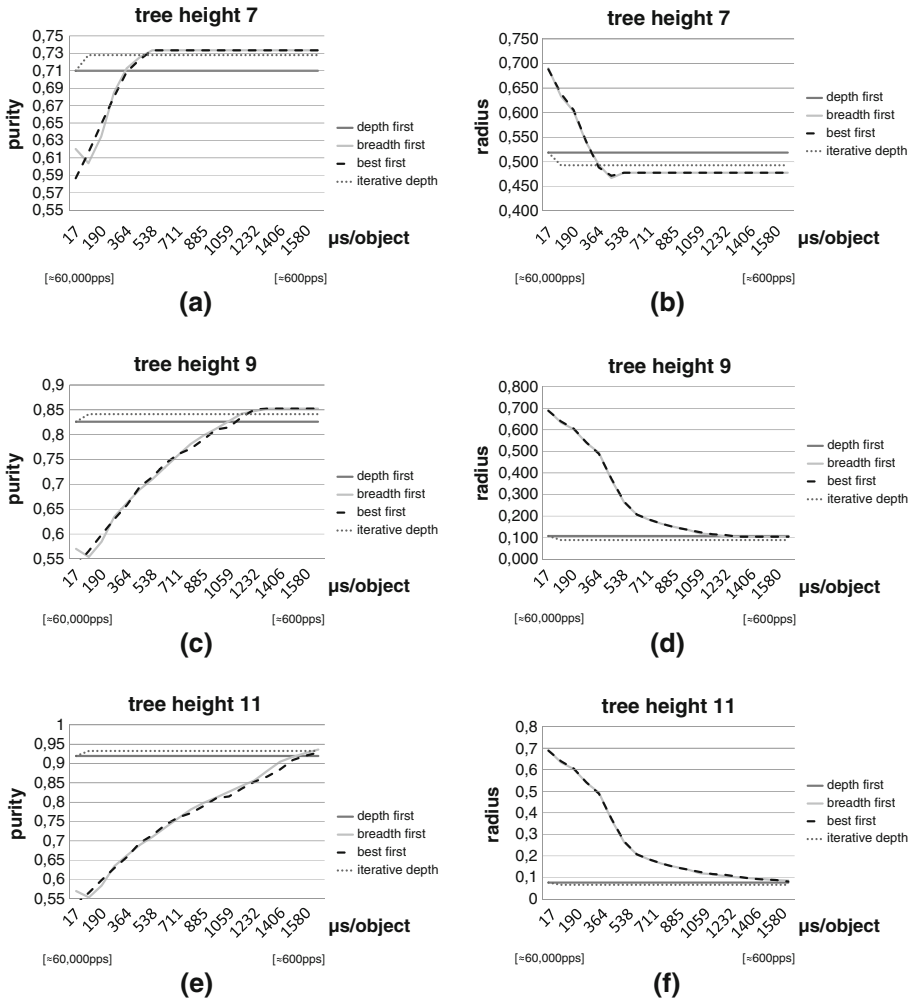 tree height 7
0,75
0,73
0,71
0,69
0,67
0,65
0,63
0,61
0,59
0,57
0,55
purity
17
190
364
538
711
885
1059
1232
1406
1580
µs/object
[≈60,000pps]
[≈600pps]
depth first
breadth first
best first
iterative depth
(a)
tree height 7
0,750
0,700
0,650
0,600
0,550
0,500
0,450
0,400
radius
17
190
364
538
711
885
1059
1232
1406
1580
µs/object
[≈60,000pps]
[≈600pps]
depth first
breadth first
best first
iterative depth
(b)
tree height 9
0,9
0,85
0,8
0,75
0,7
0,65
0,6
0,55
purity
17
190
364
538
711
885
1059
1232
1406
1580
µs/object
[≈60,000pps]
[≈600pps]
depth first
breadth first
best first
iterative depth
(c)
tree height 9
0,800
0,700
0,600
0,500
0,400
0,300
0,200
0,100
0,000
radius
17
190
364
538
711
885
1059
1232
1406
1580
µs/object
[≈60,000pps]
[≈600pps]
depth first
breadth first
best first
iterative depth
(d)
tree height 11
1
0,95
0,9
0,85
0,8
0,75
0,7
0,65
0,6
0,55
purity
17
190
364
538
711
885
1059
1232
1406
1580
µs/object
[≈60,000pps]
[≈600pps]
depth first
breadth first
best first
iterative depth
(e)
tree height 11
0,8
0,7
0,6
0,5
0,4
0,3
0,2
0,1
0
radius
17
190
364
538
711
885
1059
1232
1406
1580
µs/object
[≈60,000pps]
[≈600pps]
depth first
breadth first
best first
iterative depth
(f)